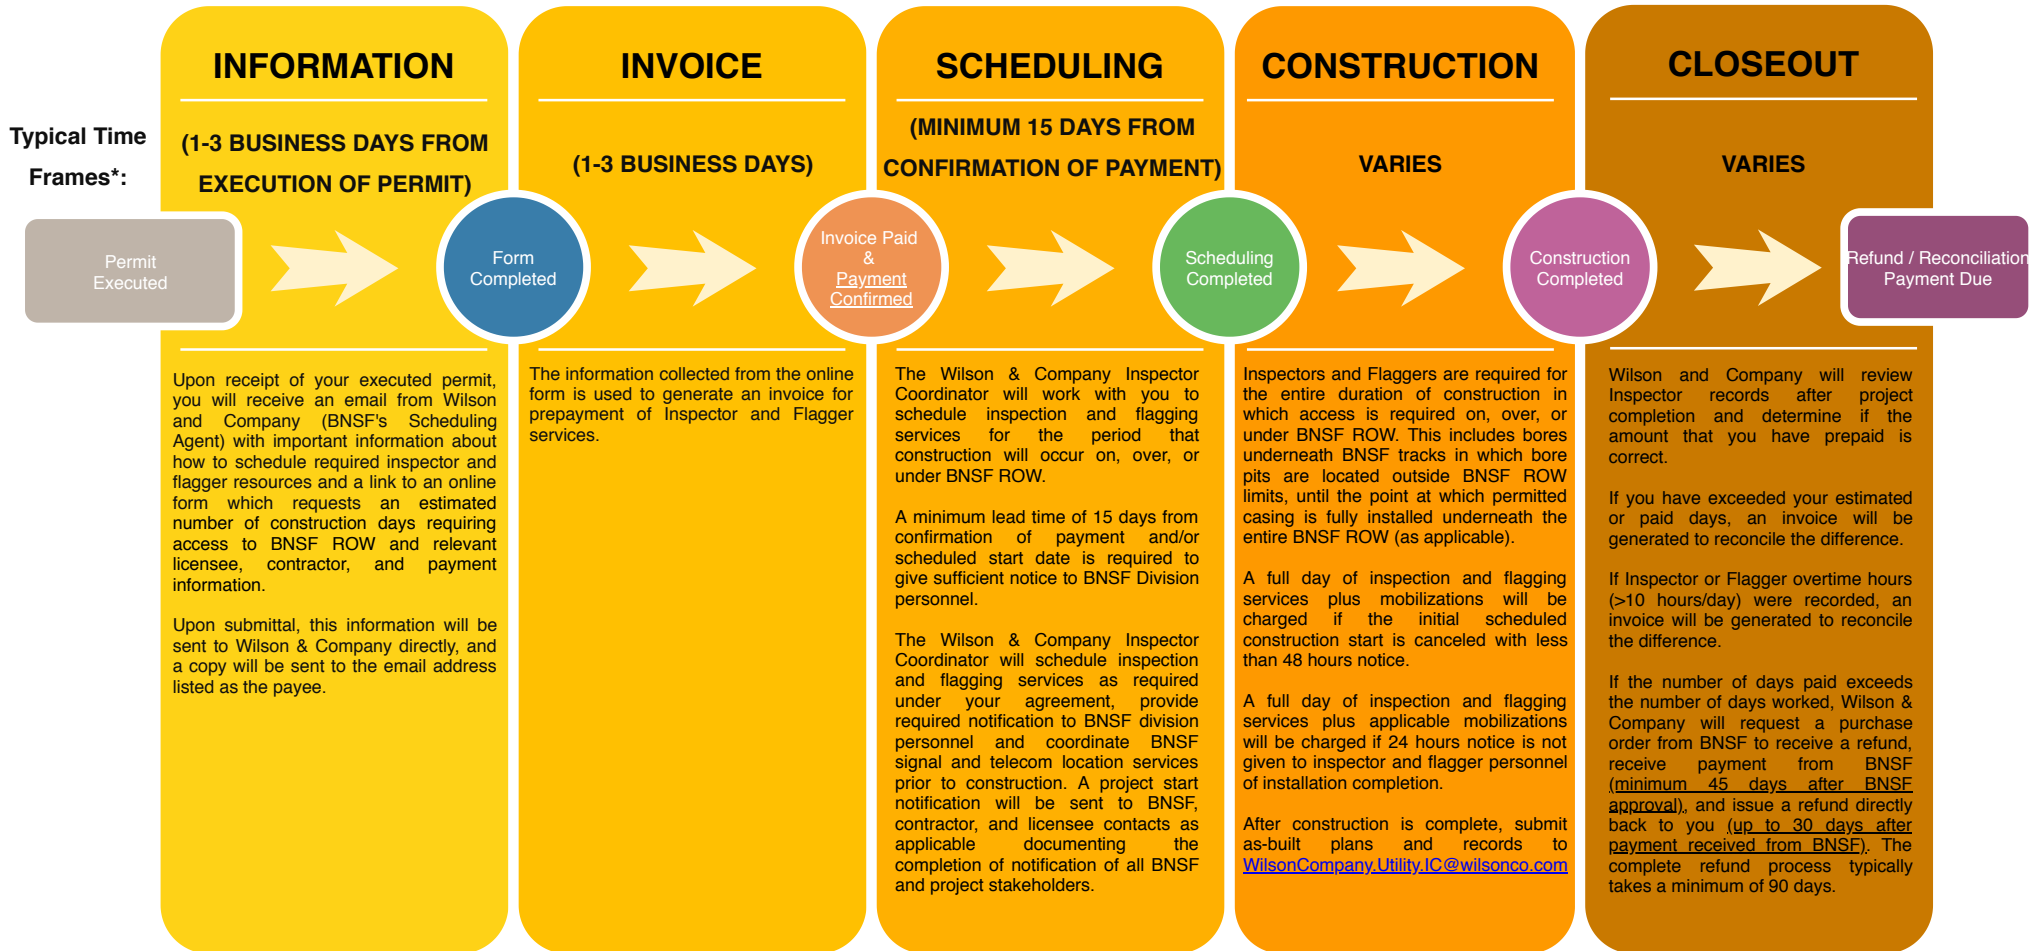 INFORMATION
INVOICE
SCHEDULING
CONSTRUCTION
CLOSEOUT
Typical Time
Frames*:
(1-3 BUSINESS DAYS FROM
EXECUTION OF PERMIT)
(1-3 BUSINESS DAYS)
(MINIMUM 15 DAYS FROM
CONFIRMATION OF PAYMENT)
VARIES
VARIES
Permit
Executed
Form
Completed
Invoice Paid
&
Payment
Confirmed
Scheduling
Completed
Construction
Completed
Refund / Reconciliation
Payment Due
Upon receipt of your executed permit,
you will receive an email from Wilson
and Company (BNSF's Scheduling
Agent) with important information about
how to schedule required inspector and
flagger resources and a link to an online
form which requests an estimated
number of construction days requiring
access to BNSF ROW and relevant
licensee, contractor, and payment
information.
Upon submittal, this information will be
sent to Wilson & Company directly, and
a copy will be sent to the email address
listed as the payee.
The information collected from the online
form is used to generate an invoice for
prepayment of Inspector and Flagger
services.
The Wilson & Company Inspector
Coordinator will work with you to
schedule inspection and flagging
services for the period that
construction will occur on, over, or
under BNSF ROW.
A minimum lead time of 15 days from
confirmation of payment and/or
scheduled start date is required to
give sufficient notice to BNSF Division
personnel.
The Wilson & Company Inspector
Coordinator will schedule inspection
and flagging services as required
under your agreement, provide
required notification to BNSF division
personnel and coordinate BNSF
signal and telecom location services
prior to construction. A project start
notification will be sent to BNSF,
contractor, and licensee contacts as
applicable documenting the
completion of notification of all BNSF
and project stakeholders.
Inspectors and Flaggers are required for
the entire duration of construction in
which access is required on, over, or
under BNSF ROW. This includes bores
underneath BNSF tracks in which bore
pits are located outside BNSF ROW
limits, until the point at which permitted
casing is fully installed underneath the
entire BNSF ROW (as applicable).
A full day of inspection and flagging
services plus mobilizations will be
charged if the initial scheduled
construction start is canceled with less
than 48 hours notice.
A full day of inspection and flagging
services plus applicable mobilizations
will be charged if 24 hours notice is not
given to inspector and flagger personnel
of installation completion.
After construction is complete, submit
as-built plans and records to
WilsonCompany.Utility.IC@wilsonco.com
Wilson and Company will review
Inspector records after project
completion and determine if the
amount that you have prepaid is
correct.
If you have exceeded your estimated
or paid days, an invoice will be
generated to reconcile the difference.
If Inspector or Flagger overtime hours
(>10 hours/day) were recorded, an
invoice will be generated to reconcile
the difference.
If the number of days paid exceeds
the number of days worked, Wilson &
Company will request a purchase
order from BNSF to receive a refund,
receive payment from BNSF
(minimum 45 days after BNSF
approval), and issue a refund directly
back to you (up to 30 days after
payment received from BNSF). The
complete refund process typically
takes a minimum of 90 days.